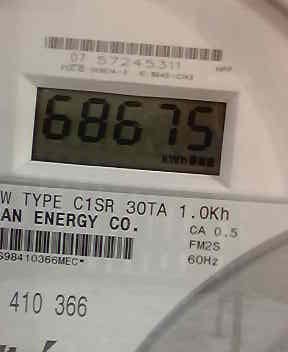 07 57245311
68675
KWH
W TYPE C1SR 30TA 1.0Kh
AN ENERGY CO. CA 0.5
FM2S
S98410366MEC 60Hz
410 366